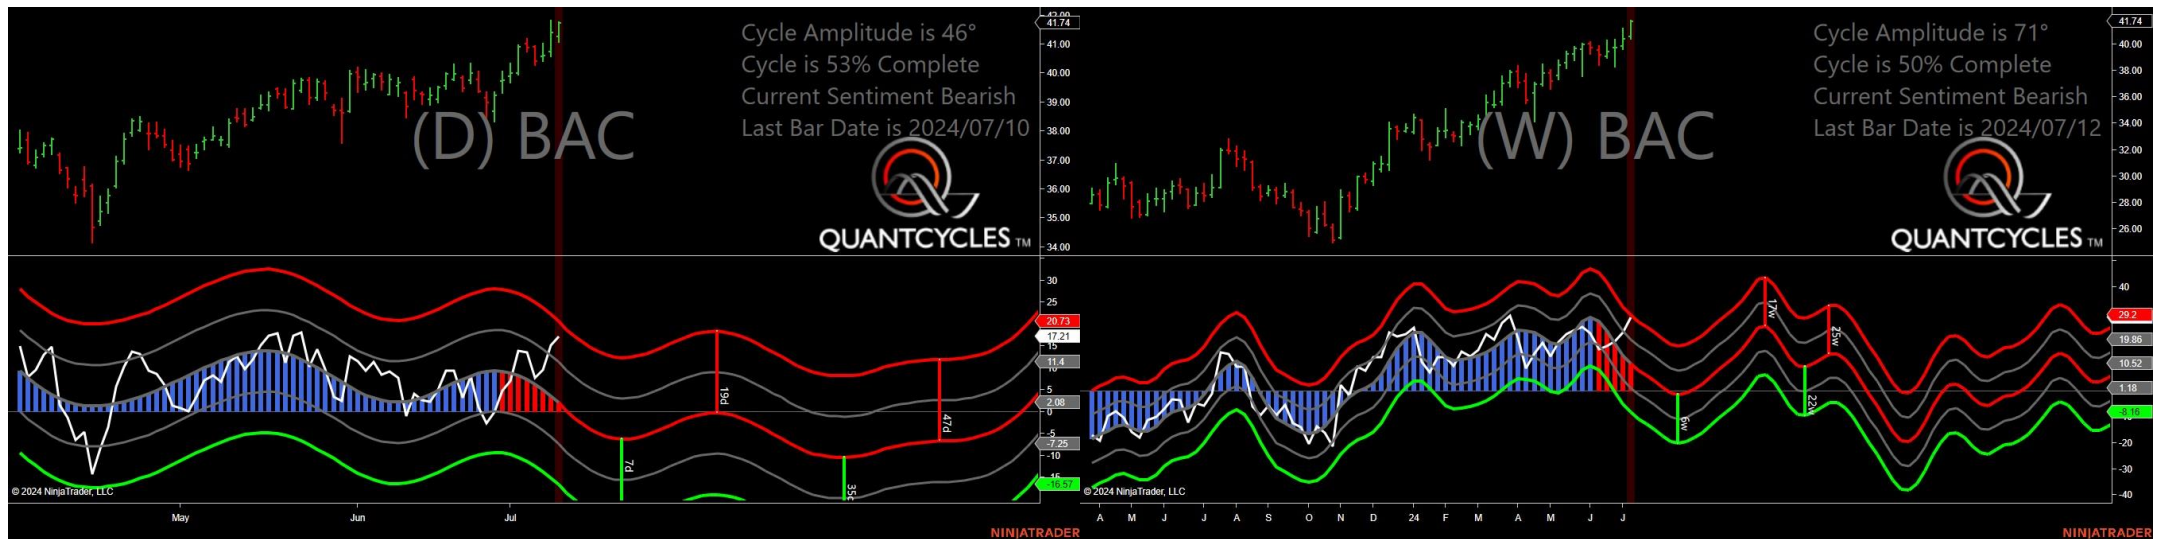 Cycle Amplitude is 46°
Cycle is 53% Complete
Current Sentiment Bearish
Last Bar Date is 2024/07/10
(D) BAC
QUANTCYCLES TM
41.74
41.00
40.00
39.00
38.00
37.00
36.00
35.00
34.00
30
25
20.73
17.21
15
11.4
10
5
2.08
0
-5
-7.25
-10
-15
-16.57
7d
19d
35d
47d
© 2024 NinjaTrader, LLC
May Jun Jul
NINJATRADER
Cycle Amplitude is 71°
Cycle is 50% Complete
Current Sentiment Bearish
Last Bar Date is 2024/07/12
(W) BAC
QUANTCYCLES TM
41.74
40.00
38.00
36.00
34.00
32.00
30.00
28.00
26.00
40
29.2
19.86
10.52
1.18
-8.16
-20
-30
-40
6w
17w
22w
25w
© 2024 NinjaTrader, LLC
A M J J A S O N D 24 F M A M J J
NINJATRADER